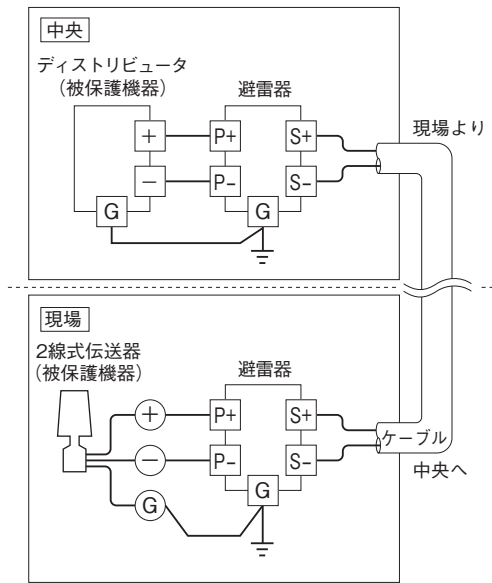 中央
ディストリビュータ
(被保護機器)
避雷器
現場より
+
P+
S+
−
P−
S−
G
G
現場
2線式伝送器
(被保護機器)
避雷器
+
P+
S+
ケーブル
−
P−
S−
中央へ
G
G